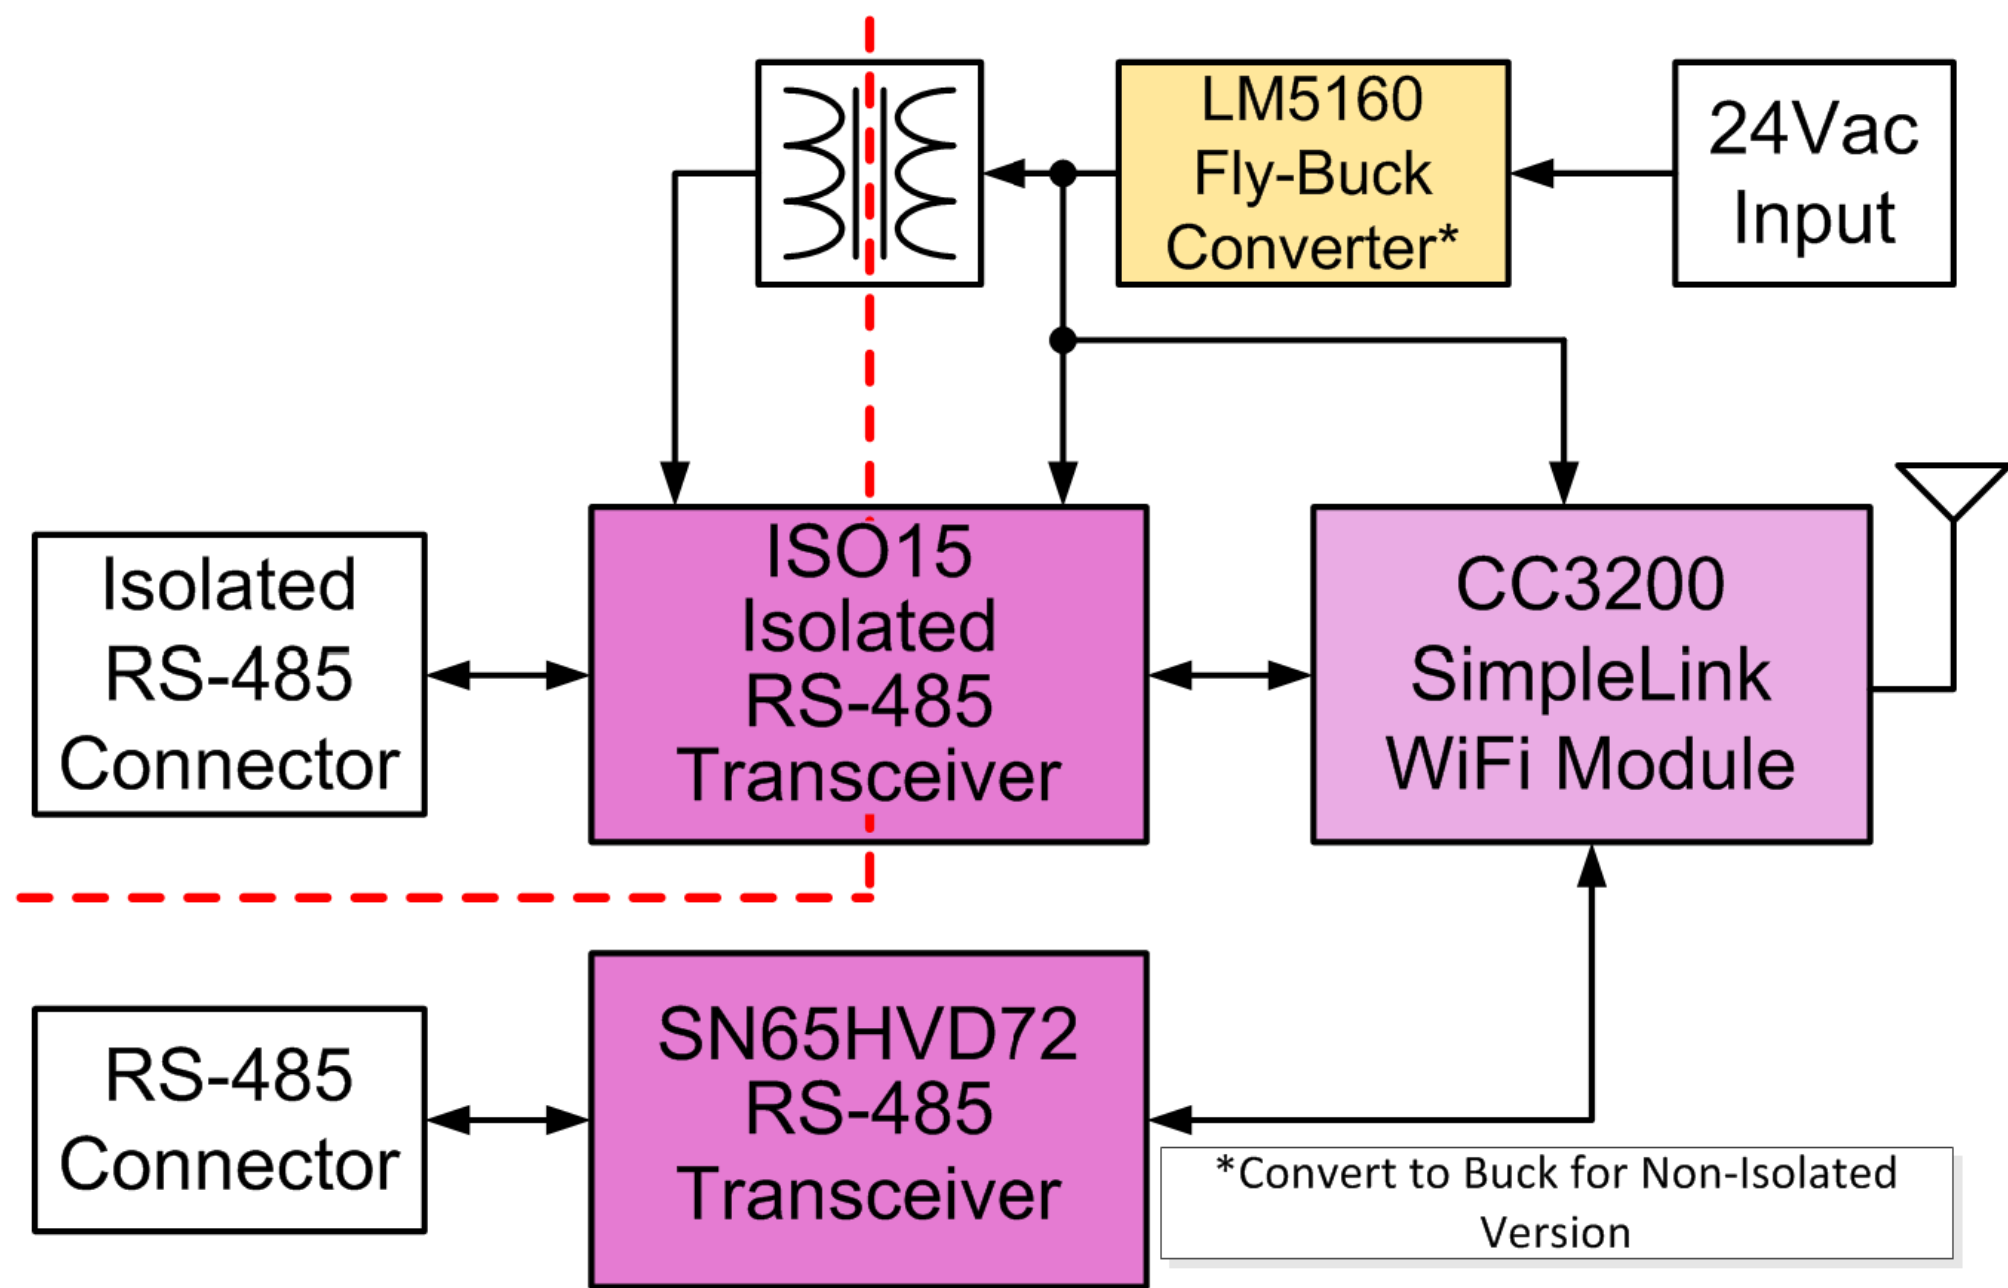 LM5160
Fly-Buck
Converter*
24Vac
Input
Isolated
RS-485
Connector
ISO15
Isolated
RS-485
Transceiver
CC3200
SimpleLink
WiFi Module
RS-485
Connector
SN65HVD72
RS-485
Transceiver
*Convert to Buck for Non-Isolated
Version